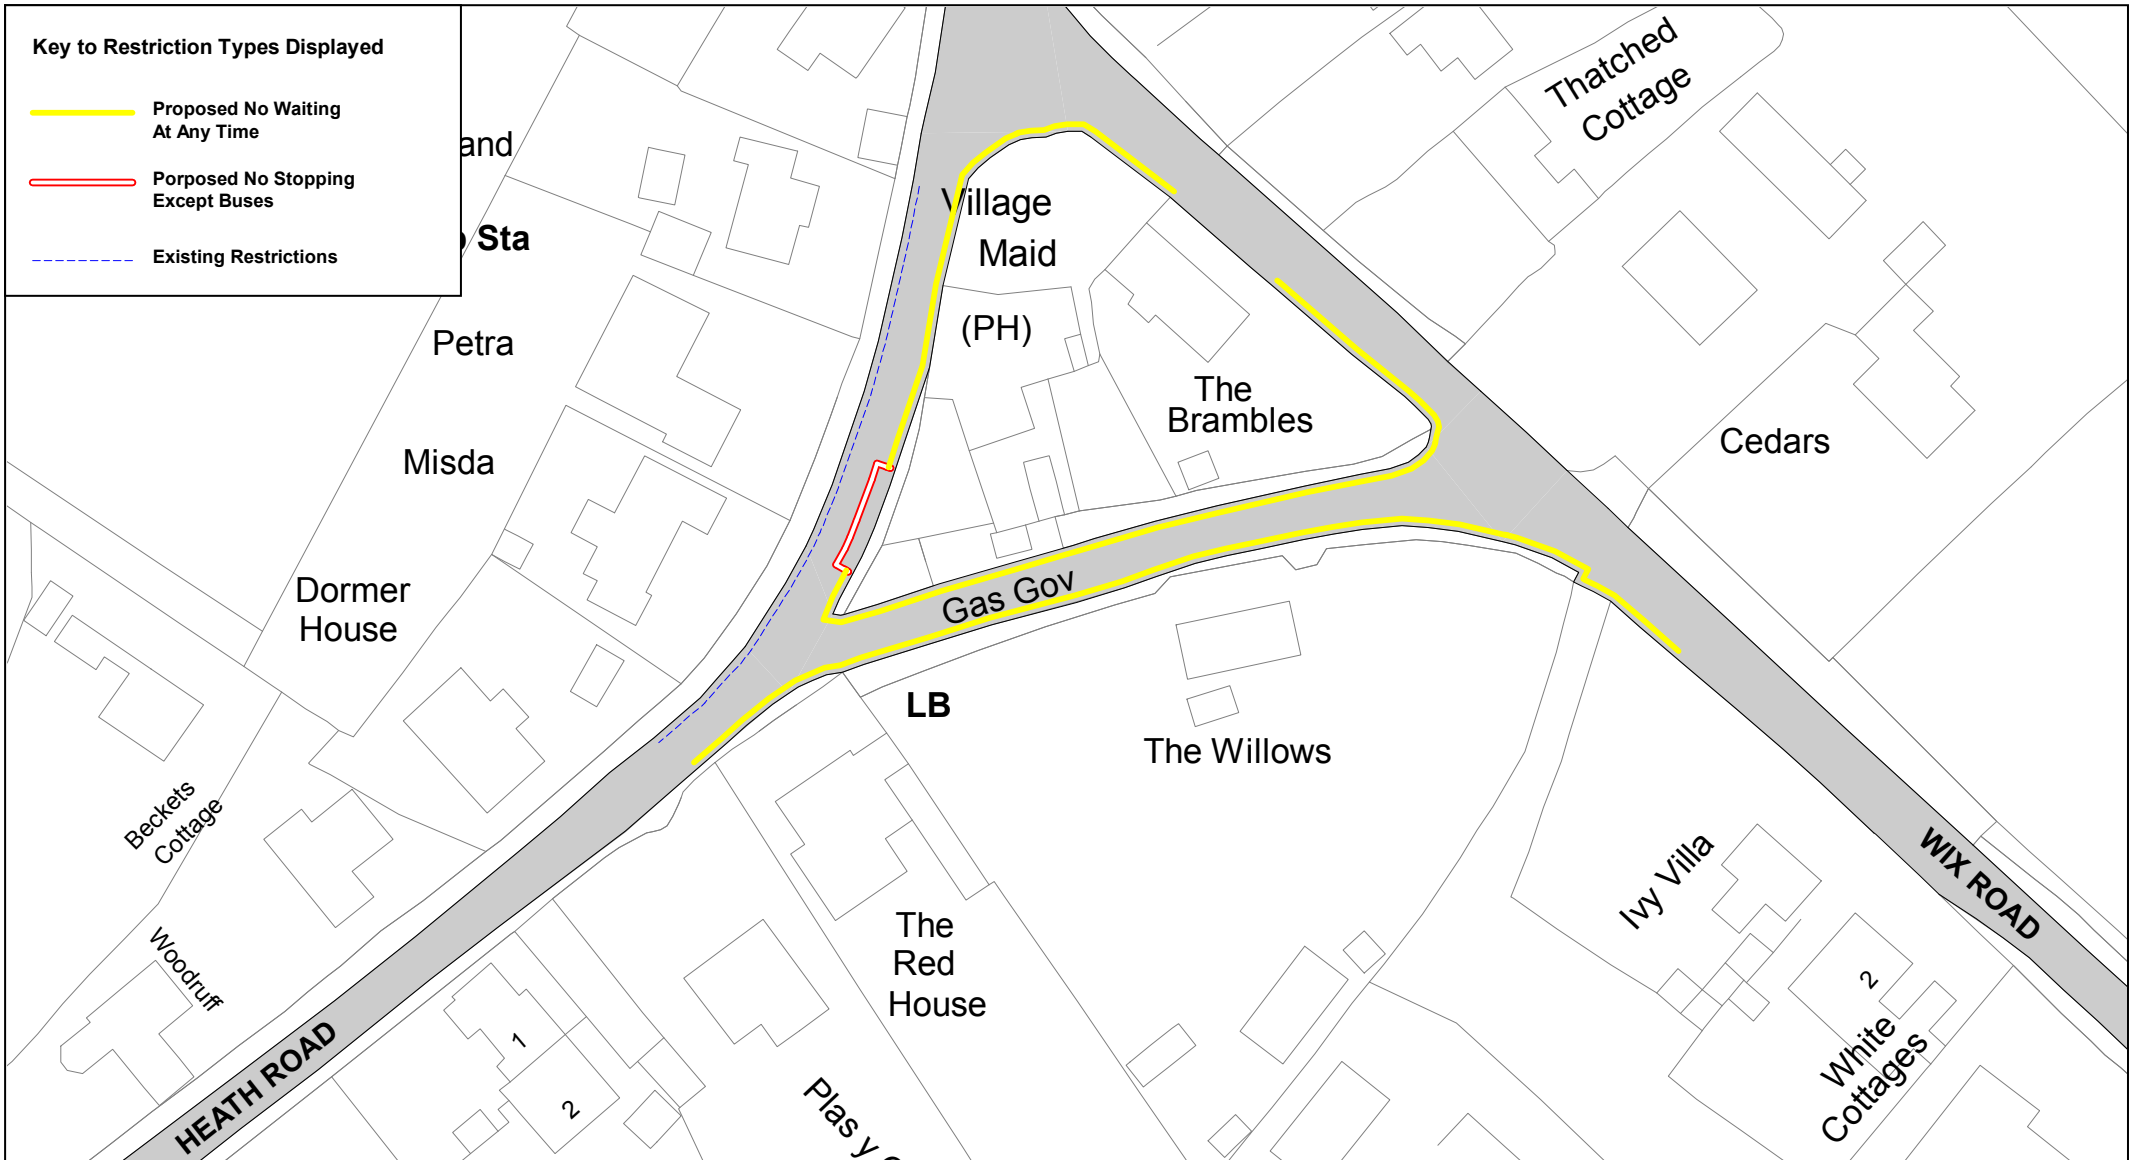 Key to Restriction Types Displayed
Proposed No Waiting
At Any Time
Porposed No Stopping
Except Buses
Existing Restrictions
and
Sta
Petra
Misda
Dormer
House
Beckets
Cottage
Woodruff
HEATH ROAD
1
2
Village
Maid
(PH)
The
Brambles
Gas Gov
LB
The Willows
The
Red
House
Plas y
Thatched
Cottage
Cedars
Ivy Villa
WIX ROAD
2
White
Cottages